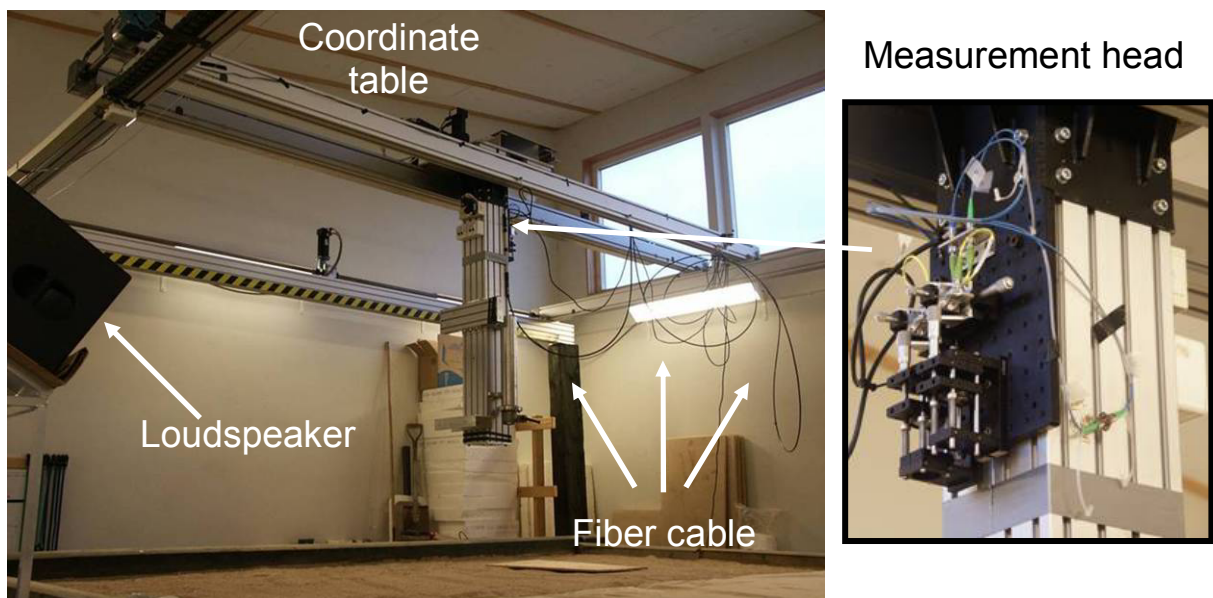 Coordinate
table
Measurement head
Loudspeaker
Fiber cable